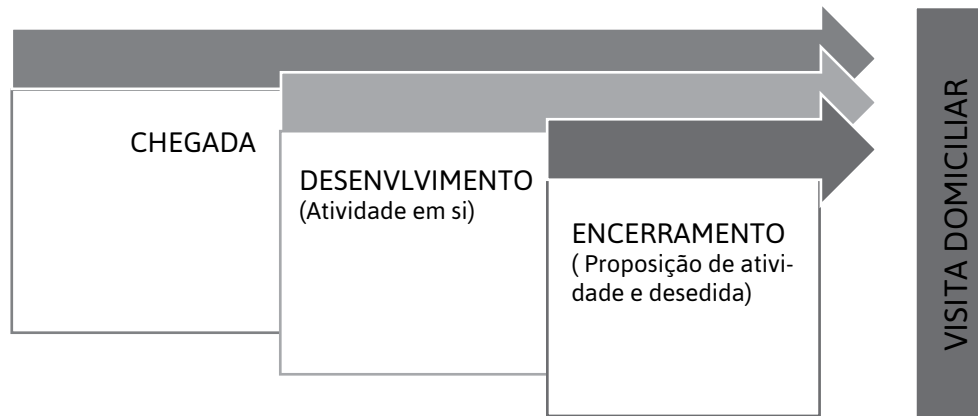 CHEGADA
DESENVLVIMENTO
(Atividade em si)
ENCERRAMENTO
( Proposição de ativi-
dade e desedida)
VISITA DOMICILIAR